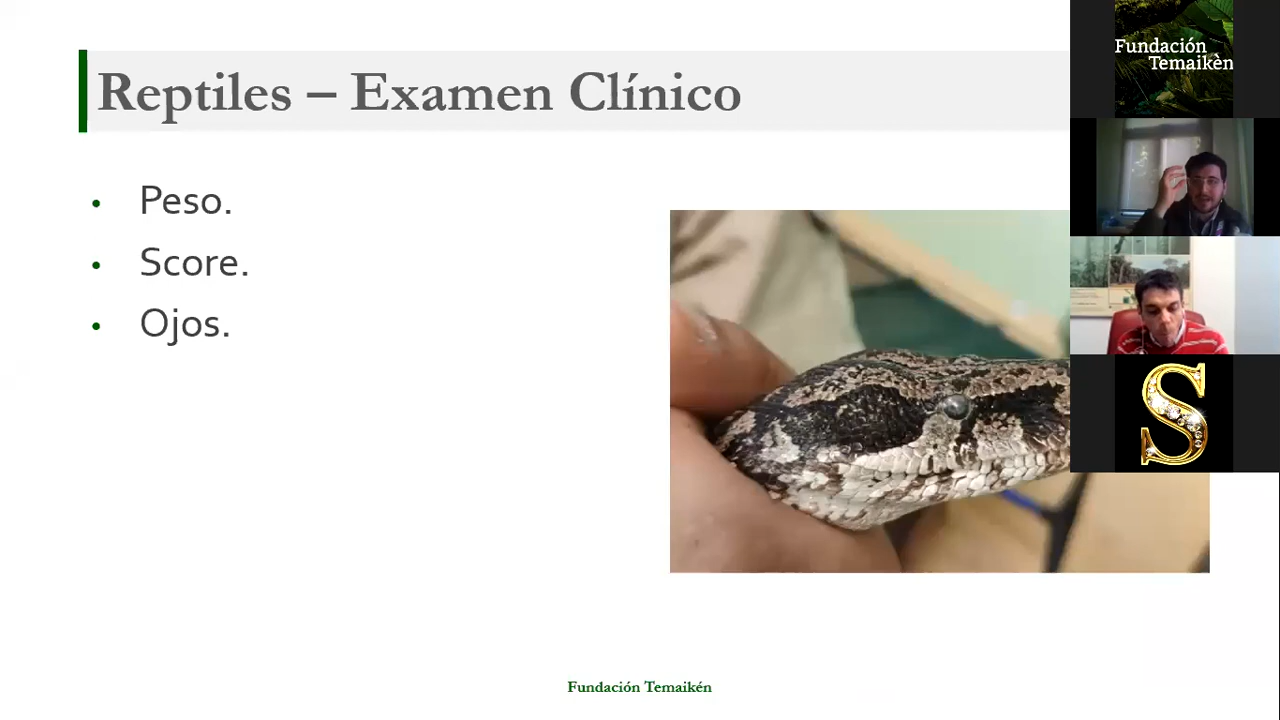 Reptiles – Examen Clínico
Fundación
Temaikèn
• Peso.
• Score.
• Ojos.
S
Fundación Temaikén